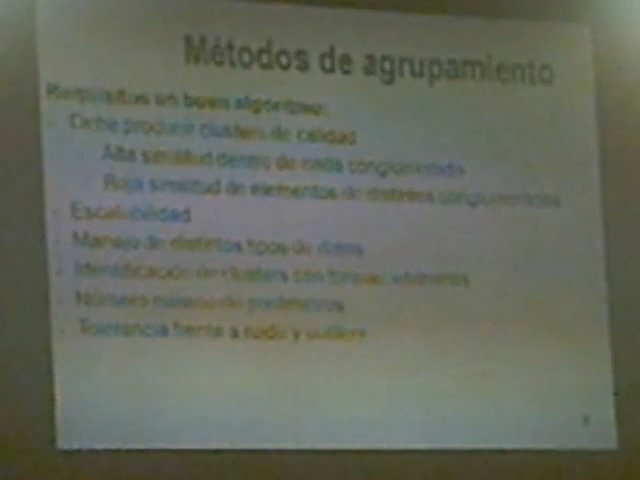 Métodos de agrupamiento
Requisitos un buen algoritmo:
Debe producir clusters de calidad
Alta similitud dentro de cada conglomerado
Baja similitud de elementos de distintos conglomerados
Escalabilidad
Manejo de distintos tipos de datos
Identificación de clusters con formas arbitrarias
Número mínimo de parámetros
Tolerancia frente a ruido y outliers